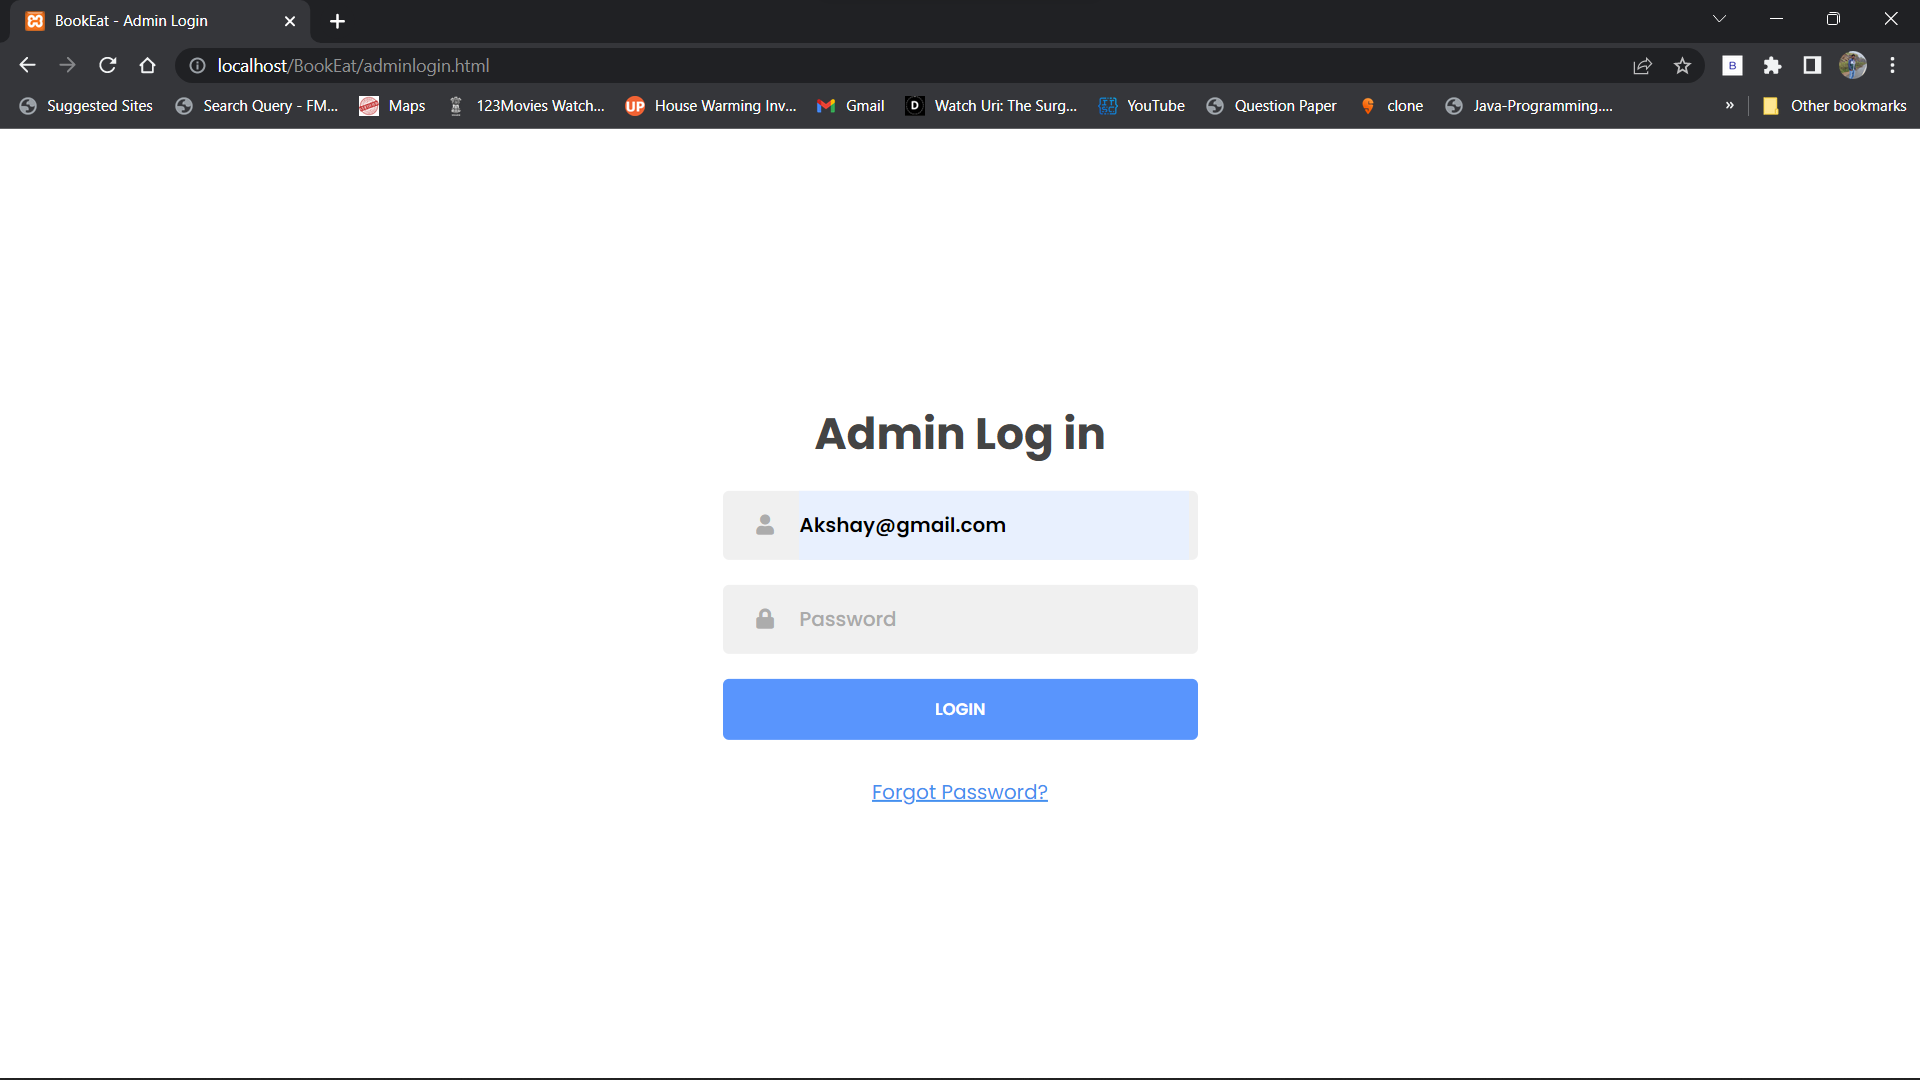 BookEat - Admin Login
localhost/BookEat/adminlogin.html
B
Suggested Sites
Search Query - FM...
Maps
123Movies Watch...
UP
House Warming Inv...
Gmail
D
Watch Uri: The Surg...
YouTube
Question Paper
clone
Java-Programming....
»
Other bookmarks
Admin Log in
Akshay@gmail.com
Password
LOGIN
Forgot Password?